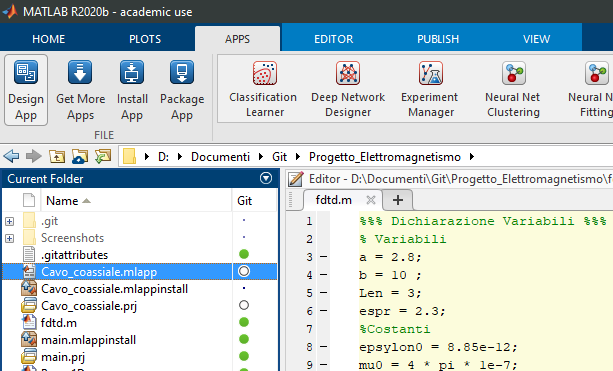 MATLAB R2020b - academic use
HOME PLOTS APPS EDITOR PUBLISH VIEW
Design App
Get More Apps
Install App
Package App
Classification Learner
Deep Network Designer
Experiment Manager
Neural Net Clustering
Neural N
Fitting
FILE
D: Documenti Git Progetto_Elettromagnetismo
Current Folder
Name Git
.git
Screenshots
.gitattributes
Cavo_coassiale.mlapp
Cavo_coassiale.mlappinstall
Cavo_coassiale.prj
fdtd.m
main.mlappinstall
main.prj
Editor - D:\Documenti\Git\Progetto_Elettromagnetismo\f
fdtd.m
1 %%% Dichiarazione Variabili %%%
2 % Variabili
3 – a = 2.8;
4 – b = 10 ;
5 – Len = 3;
6 – espr = 2.3;
7 %Costanti
8 – epsylon0 = 8.85e-12;
9 – mu0 = 4 * pi * 1e-7;